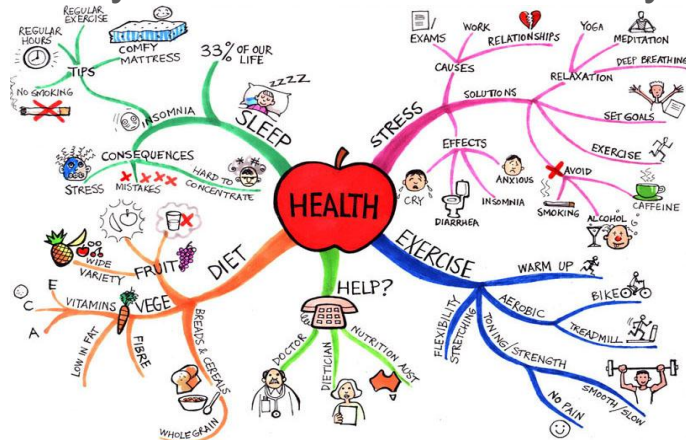 HEALTH
SLEEP
33% OF OUR
LIFE
ZZZZ
INSOMNIA
TIPS
REGULAR
HOURS
REGULAR
EXERCISE
COMFY
MATTRESS
NO SMOKING
CONSEQUENCES
STRESS
MISTAKES
HARD TO
CONCENTRATE
STRESS
CAUSES
EXAMS
WORK
RELATIONSHIPS
SOLUTIONS
RELAXATION
YOGA
MEDITATION
DEEP BREATHING
SET GOALS
EXERCISE
AVOID
SMOKING
ALCOHOL
CAFFEINE
EFFECTS
CRY
DIARRHEA
INSOMNIA
ANXIOUS
EXERCISE
WARM UP
AEROBIC
BIKE
TREADMILL
TONING/STRENGTH
SMOOTH/SLOW
NO PAIN
FLEXIBILITY
STRETCHING
HELP?
DOCTOR
DIETICIAN
NUTRITION AUST
DIET
FRUIT
WIDE
VARIETY
VEGE
VITAMINS
E
C
A
LOW IN FAT
FIBRE
BREADS & CEREALS
WHOLEGRAIN